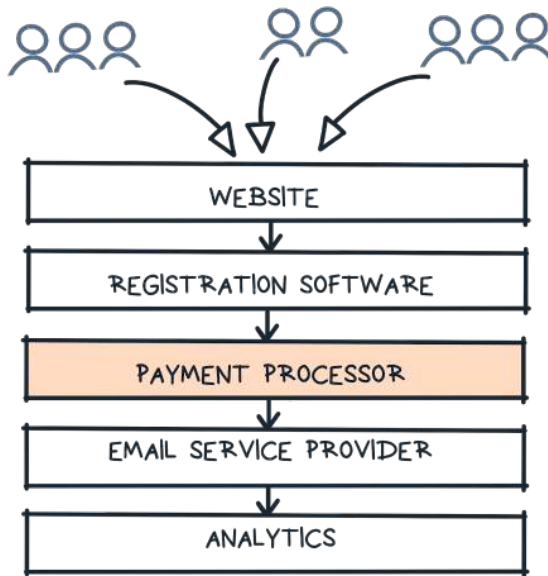 WEBSITE
REGISTRATION SOFTWARE
PAYMENT PROCESSOR
EMAIL SERVICE PROVIDER
ANALYTICS